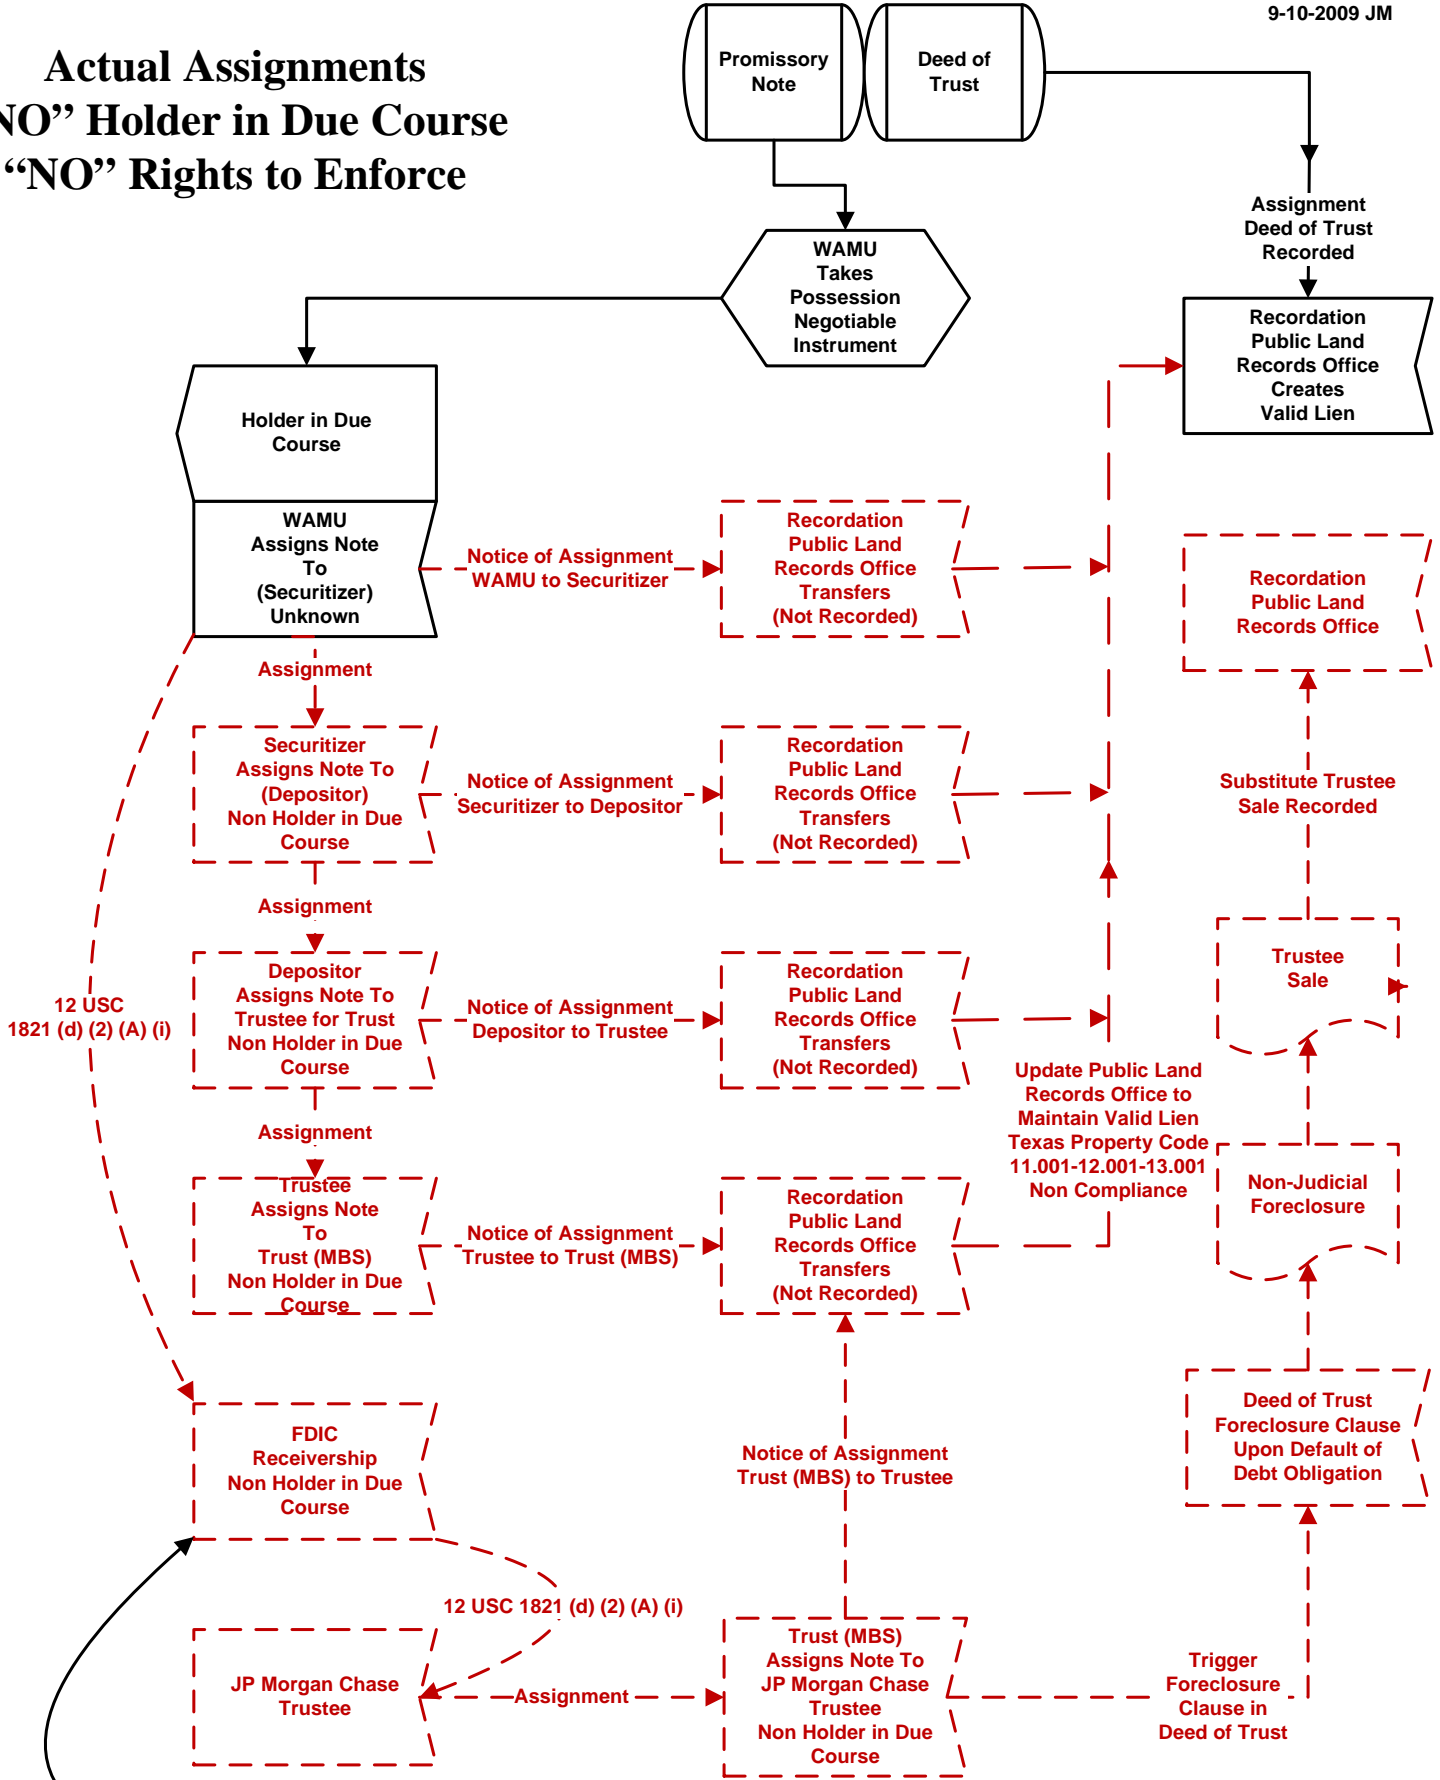 9-10-2009 JM
Actual Assignments
NO” Holder in Due Course
“NO” Rights to Enforce
Promissory
Note
Deed of
Trust
Assignment
Deed of Trust
Recorded
WAMU
Takes
Possession
Negotiable
Instrument
Recordation
Public Land
Records Office
Creates
Valid Lien
Holder in Due
Course
WAMU
Assigns Note
To
(Securitizer)
Unknown
Notice of Assignment
WAMU to Securitizer
Recordation
Public Land
Records Office
Transfers
(Not Recorded)
Recordation
Public Land
Records Office
Assignment
Securitizer
Assigns Note To
(Depositor)
Non Holder in Due
Course
Notice of Assignment
Securitizer to Depositor
Recordation
Public Land
Records Office
Transfers
(Not Recorded)
Substitute Trustee
Sale Recorded
Assignment
Depositor
Assigns Note To
Trustee for Trust
Non Holder in Due
Course
Notice of Assignment
Depositor to Trustee
Recordation
Public Land
Records Office
Transfers
(Not Recorded)
Trustee
Sale
12 USC
1821 (d) (2) (A) (i)
Update Public Land
Records Office to
Maintain Valid Lien
Texas Property Code
11.001-12.001-13.001
Non Compliance
Assignment
Trustee
Assigns Note
To
Trust (MBS)
Non Holder in Due
Course
Notice of Assignment
Trustee to Trust (MBS)
Recordation
Public Land
Records Office
Transfers
(Not Recorded)
Non-Judicial
Foreclosure
FDIC
Receivership
Non Holder in Due
Course
Notice of Assignment
Trust (MBS) to Trustee
Deed of Trust
Foreclosure Clause
Upon Default of
Debt Obligation
12 USC 1821 (d) (2) (A) (i)
JP Morgan Chase
Trustee
Assignment
Trust (MBS)
Assigns Note To
JP Morgan Chase
Trustee
Non Holder in Due
Course
Trigger
Foreclosure
Clause in
Deed of Trust